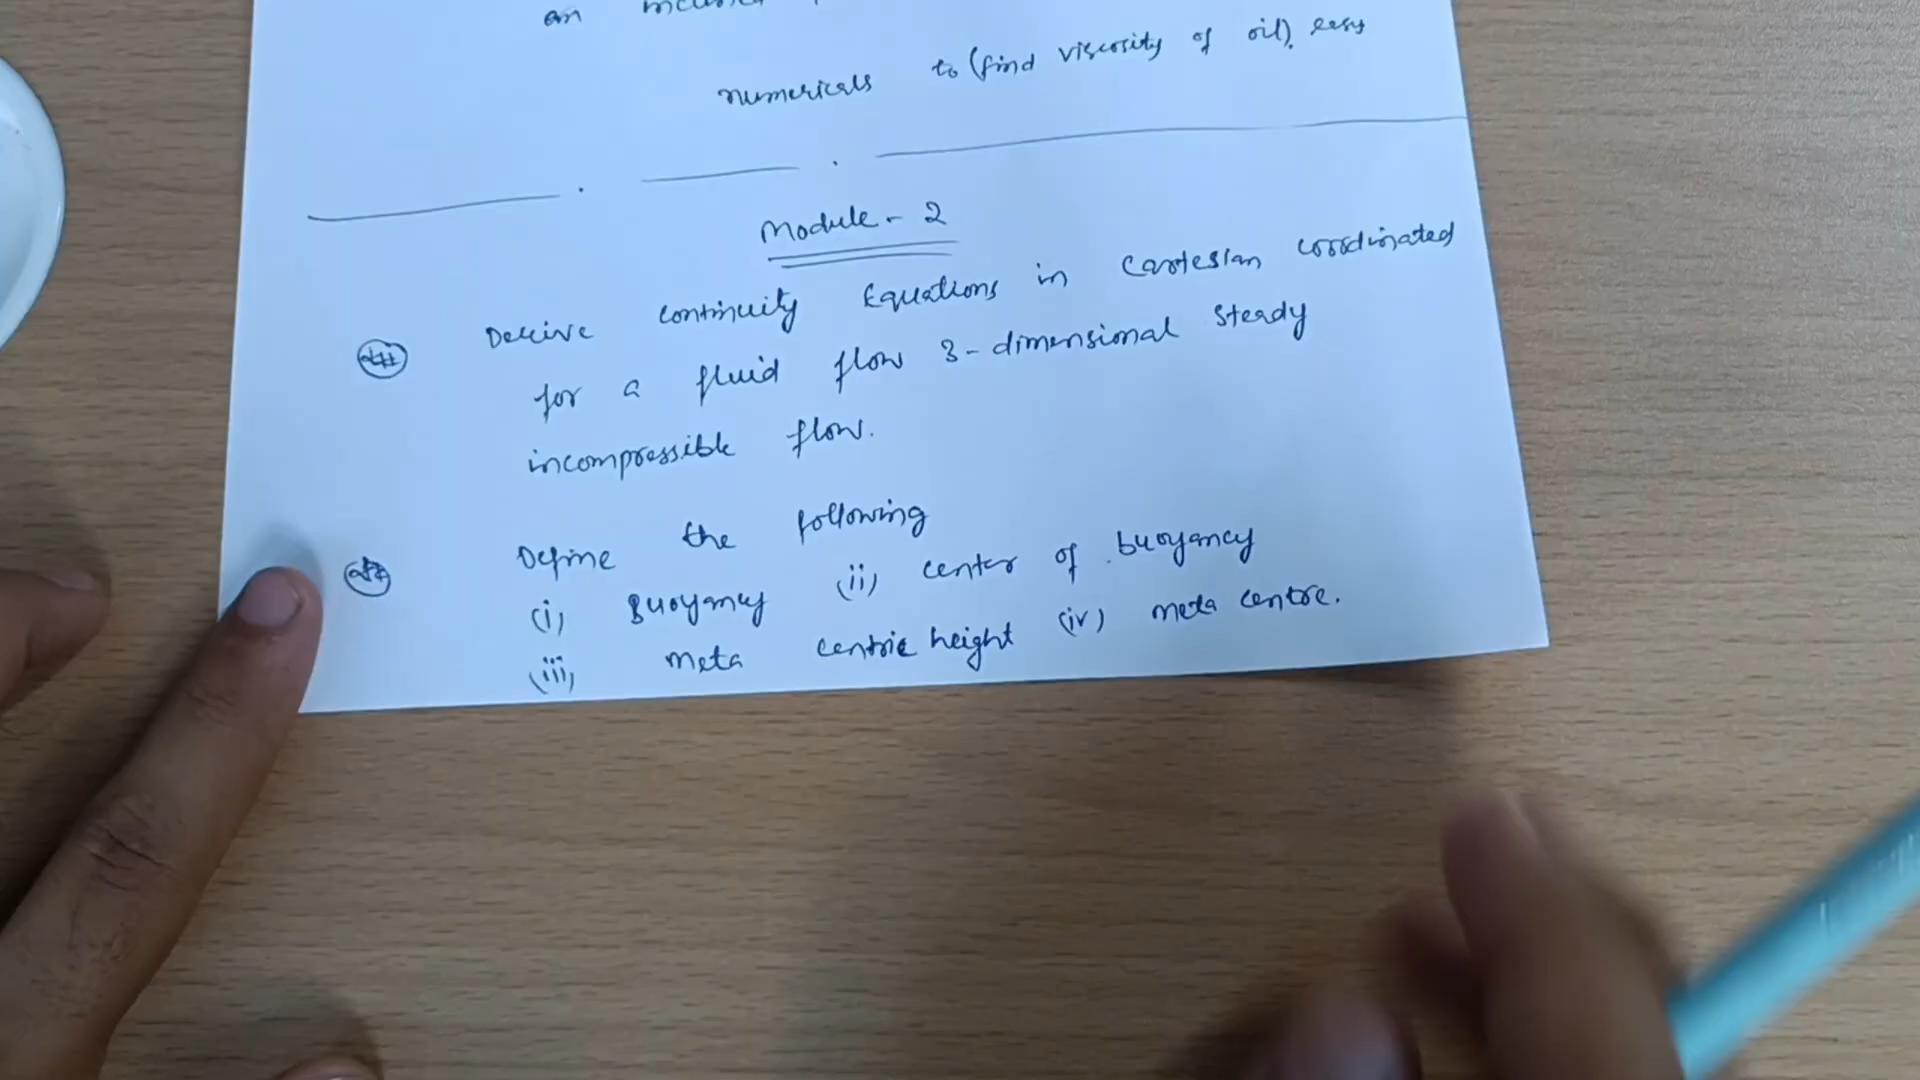 an
numericals to (find viscosity of oil). easy
Module - 2
Derive continuity Equations in Cartesian coordinated
for a fluid flow 3-dimensional steady
incompressible flow.
Define the following
(i) Buoyancy (ii) center of buoyancy
(iii) meta centric height (iv) meta centre.